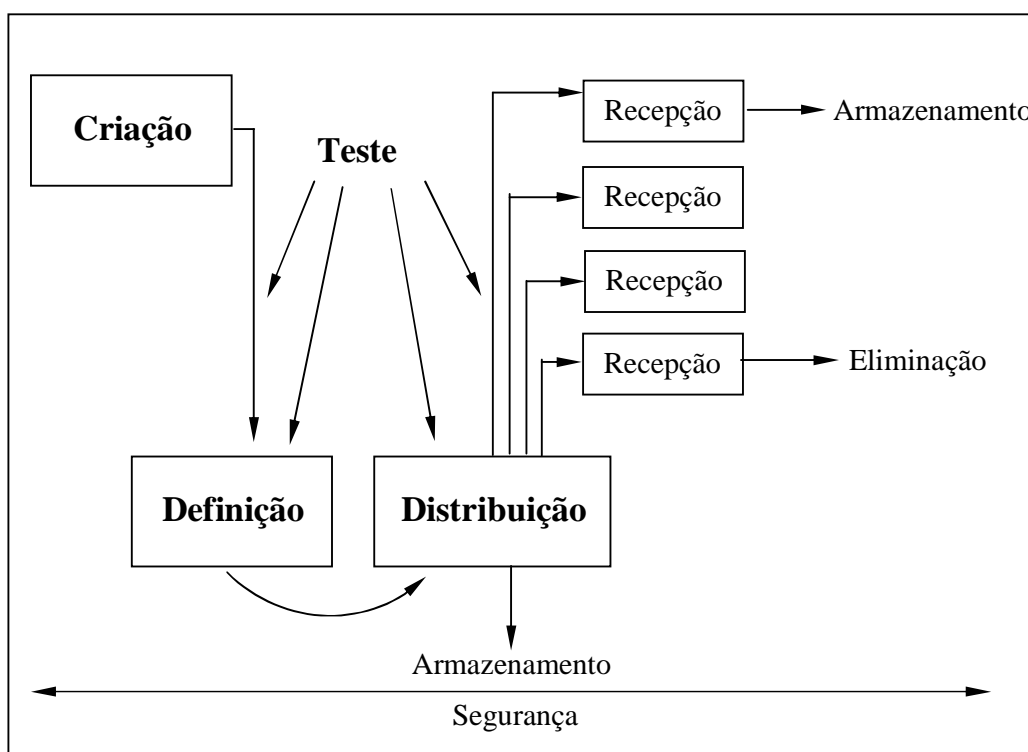 Criação
Teste
Recepção
Armazenamento
Recepção
Recepção
Recepção
Eliminação
Definição
Distribuição
Armazenamento
Segurança